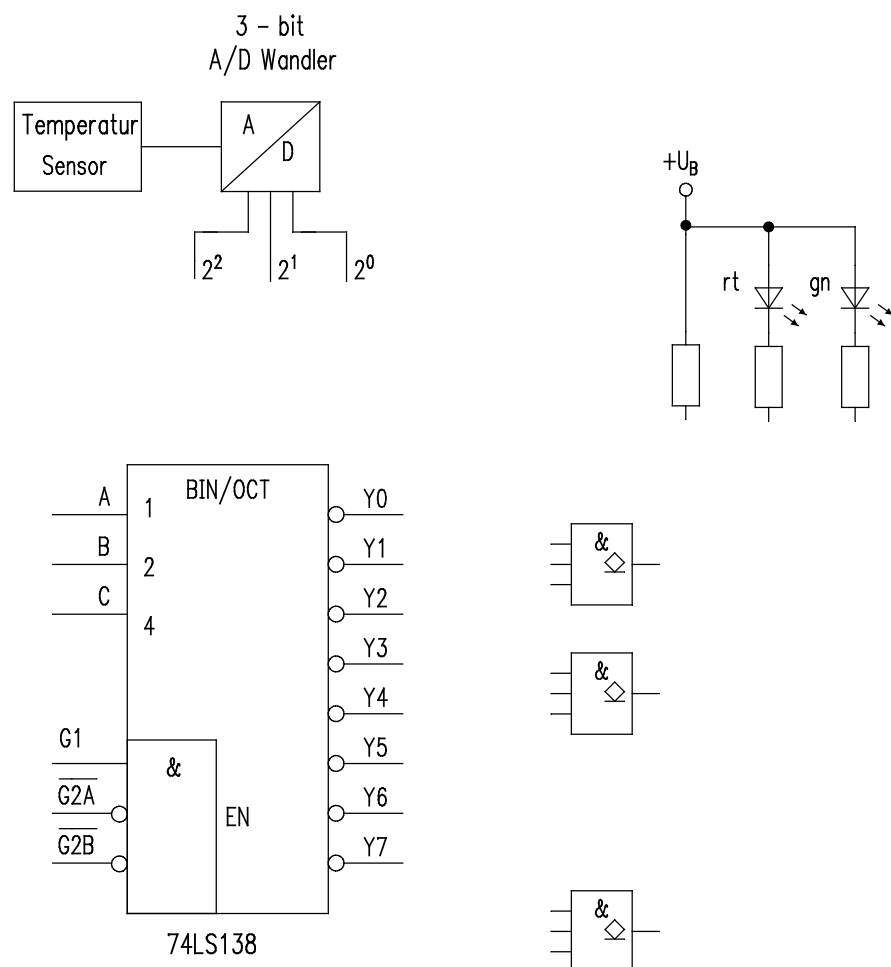 3 - bit
A/D Wandler
Temperatur
Sensor
A
D
2² 2¹ 2⁰
+U_B
rt gn
BIN/OCT
A 1 Y0
B 2 Y1
C 4 Y2
Y3
Y4
G1 & Y5
G2A EN Y6
G2B Y7
74LS138
&
&
&